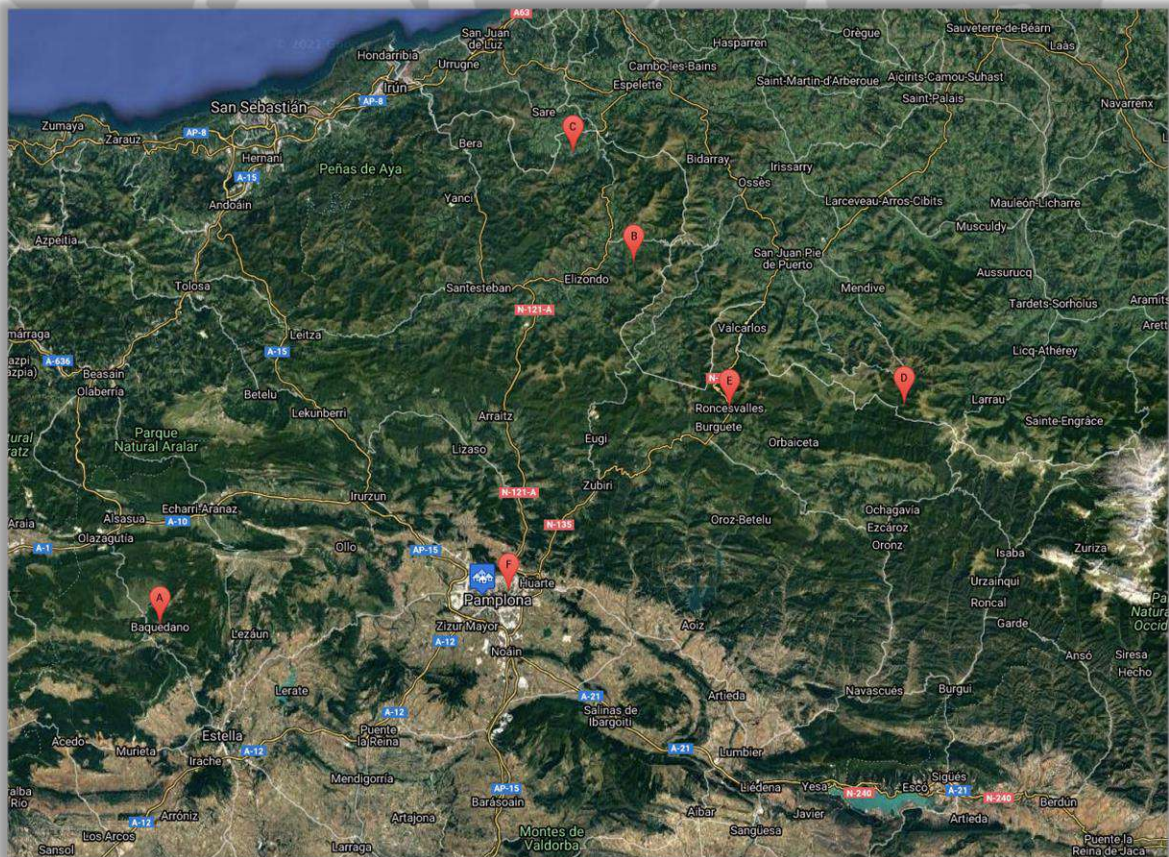 A63
San Juan
de Luz
Hondarribia
Urrugne
Irún
AP-8
San Sebastián
Zumaya
Zarauz
AP-8
Hernani
A-15
Andoáin
Azpeitia
Peñas de Aya
Bera
Yanci
Sare
C
Espelette
Cambo-les-Bains
Hasparren
Saint-Martin-d'Arberoue
Orègue
Aïcirits-Camou-Suhast
Saint-Palais
Sauveterre-de-Béarn
Laas
Navarrenx
Bidarray
Irissarry
Ossès
Larceveau-Arros-Cibits
Mauléon-Licharre
Musculdy
B
San Juan Pie
de Puerto
Aussurucq
Mendive
Tardets-Sorholus
Aramits
Arett
Tolosa
Santesteban
Elizondo
N-121-A
Leitza
A-15
A-636
Beasain
Olaberria
Betelu
Lekunberri
Valcarlos
Licq-Athérey
N-
E
D
Roncesvalles
Burguete
Larrau
Sainte-Engrâce
Arraitz
Lizaso
Eugi
Orbaiceta
Parque
Natural Aralar
Zubiri
N-121-A
N-135
Irurzun
Echarri-Aranaz
A-10
Alsasua
Araia
Olazagutía
A-1
Ollo
AP-15
Oroz-Betelu
Ochagavía
Ezcároz
Oronz
Isaba
Zuriza
Urzainqui
Roncal
Garde
F
Huarte
Pamplona
Zizur Mayor
A-12
Noáin
Aoiz
A
Baquedano
Lezáun
Ansó
Siresa
Hecho
Lerate
A-21
Salinas de
Ibargoiti
Artieda
Navascués
Burgui
Acedo
Murieta
Estella
Irache
A-12
A-12
Puente
la Reina
A-21
Lumbier
Mendigorría
AP-15
Barásoain
Liédena
Yesa
N-240
Escó
Sigüés
A-21
N-240
Berdún
Arróniz
A-12
Los Arcos
Sansol
Artajona
Larraga
Montes de
Valdorba
Aibar
Sangüesa
Javier
Artieda
Puente la
Reina de Jaca